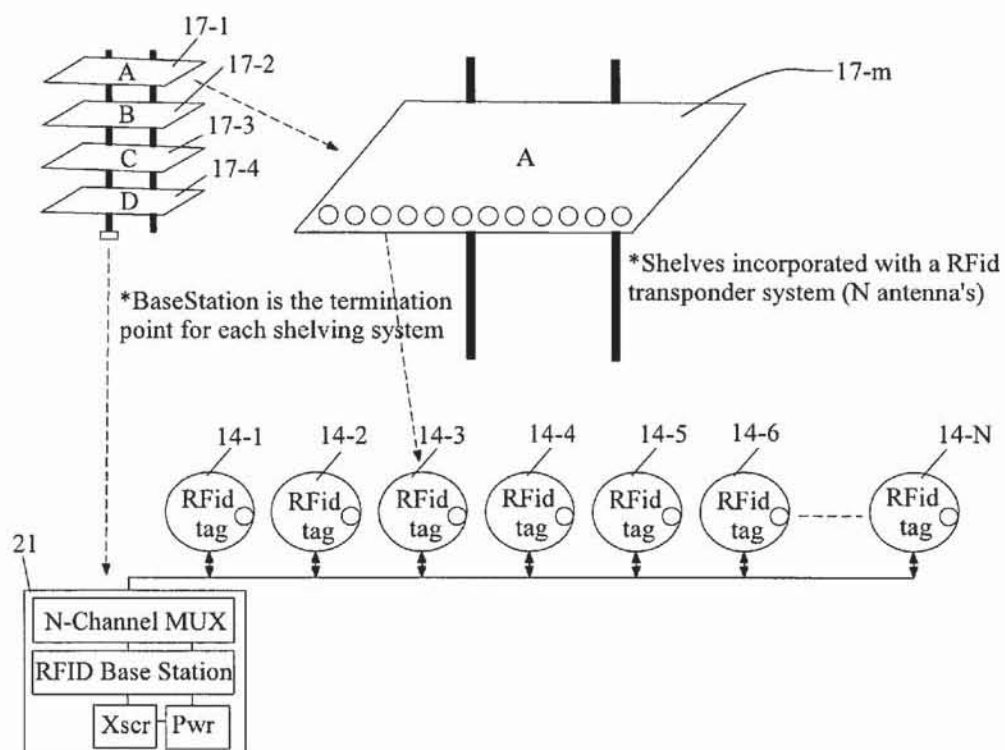 17-1
17-2
17-3
17-4
A
B
C
D
17-m
A
*Shelves incorporated with a RFid
transponder system (N antenna's)
*BaseStation is the termination
point for each shelving system
14-1
14-2
14-3
14-4
14-5
14-6
14-N
RFid
tag
RFid
tag
RFid
tag
RFid
tag
RFid
tag
RFid
tag
RFid
tag
21
N-Channel MUX
RFID Base Station
Xscr
Pwr